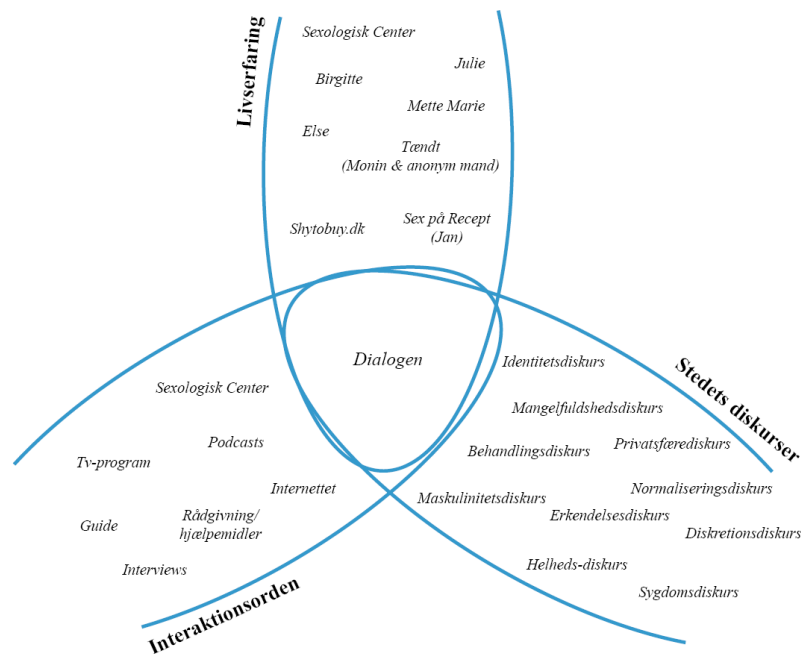 Livserfaring
Sexologisk Center
Birgitte
Julie
Mette Marie
Else
Tændt
(Monin & anonym mand)
Shytobuy.dk
Sex på Recept
(Jan)
Dialogen
Interaktionsorden
Sexologisk Center
Podcasts
Tv-program
Internettet
Guide
Rådgivning/
hjælpemidler
Interviews
Stedets diskurser
Identitetsdiskurs
Mangelfuldshedsdiskurs
Privatsfærediskurs
Behandlingsdiskurs
Normaliseringsdiskurs
Maskulinitetsdiskurs
Erkendelsesdiskurs
Diskretionsdiskurs
Helheds-diskurs
Sygdomsdiskurs